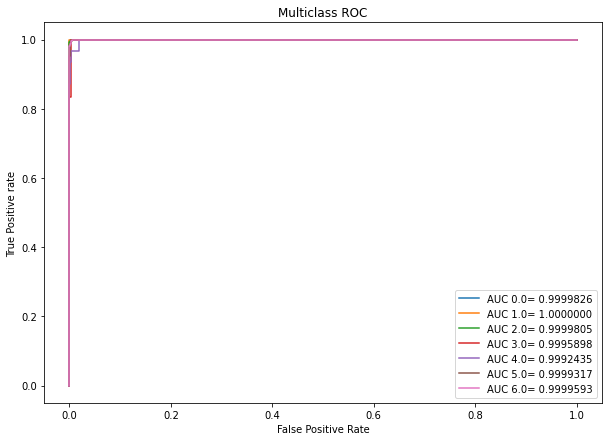 Multiclass ROC
True Positive rate
1.0
0.8
0.6
0.4
0.2
0.0
AUC 0.0= 0.9999826
AUC 1.0= 1.0000000
AUC 2.0= 0.9999805
AUC 3.0= 0.9995898
AUC 4.0= 0.9992435
AUC 5.0= 0.9999317
AUC 6.0= 0.9999593
0.0 0.2 0.4 0.6 0.8 1.0
False Positive Rate